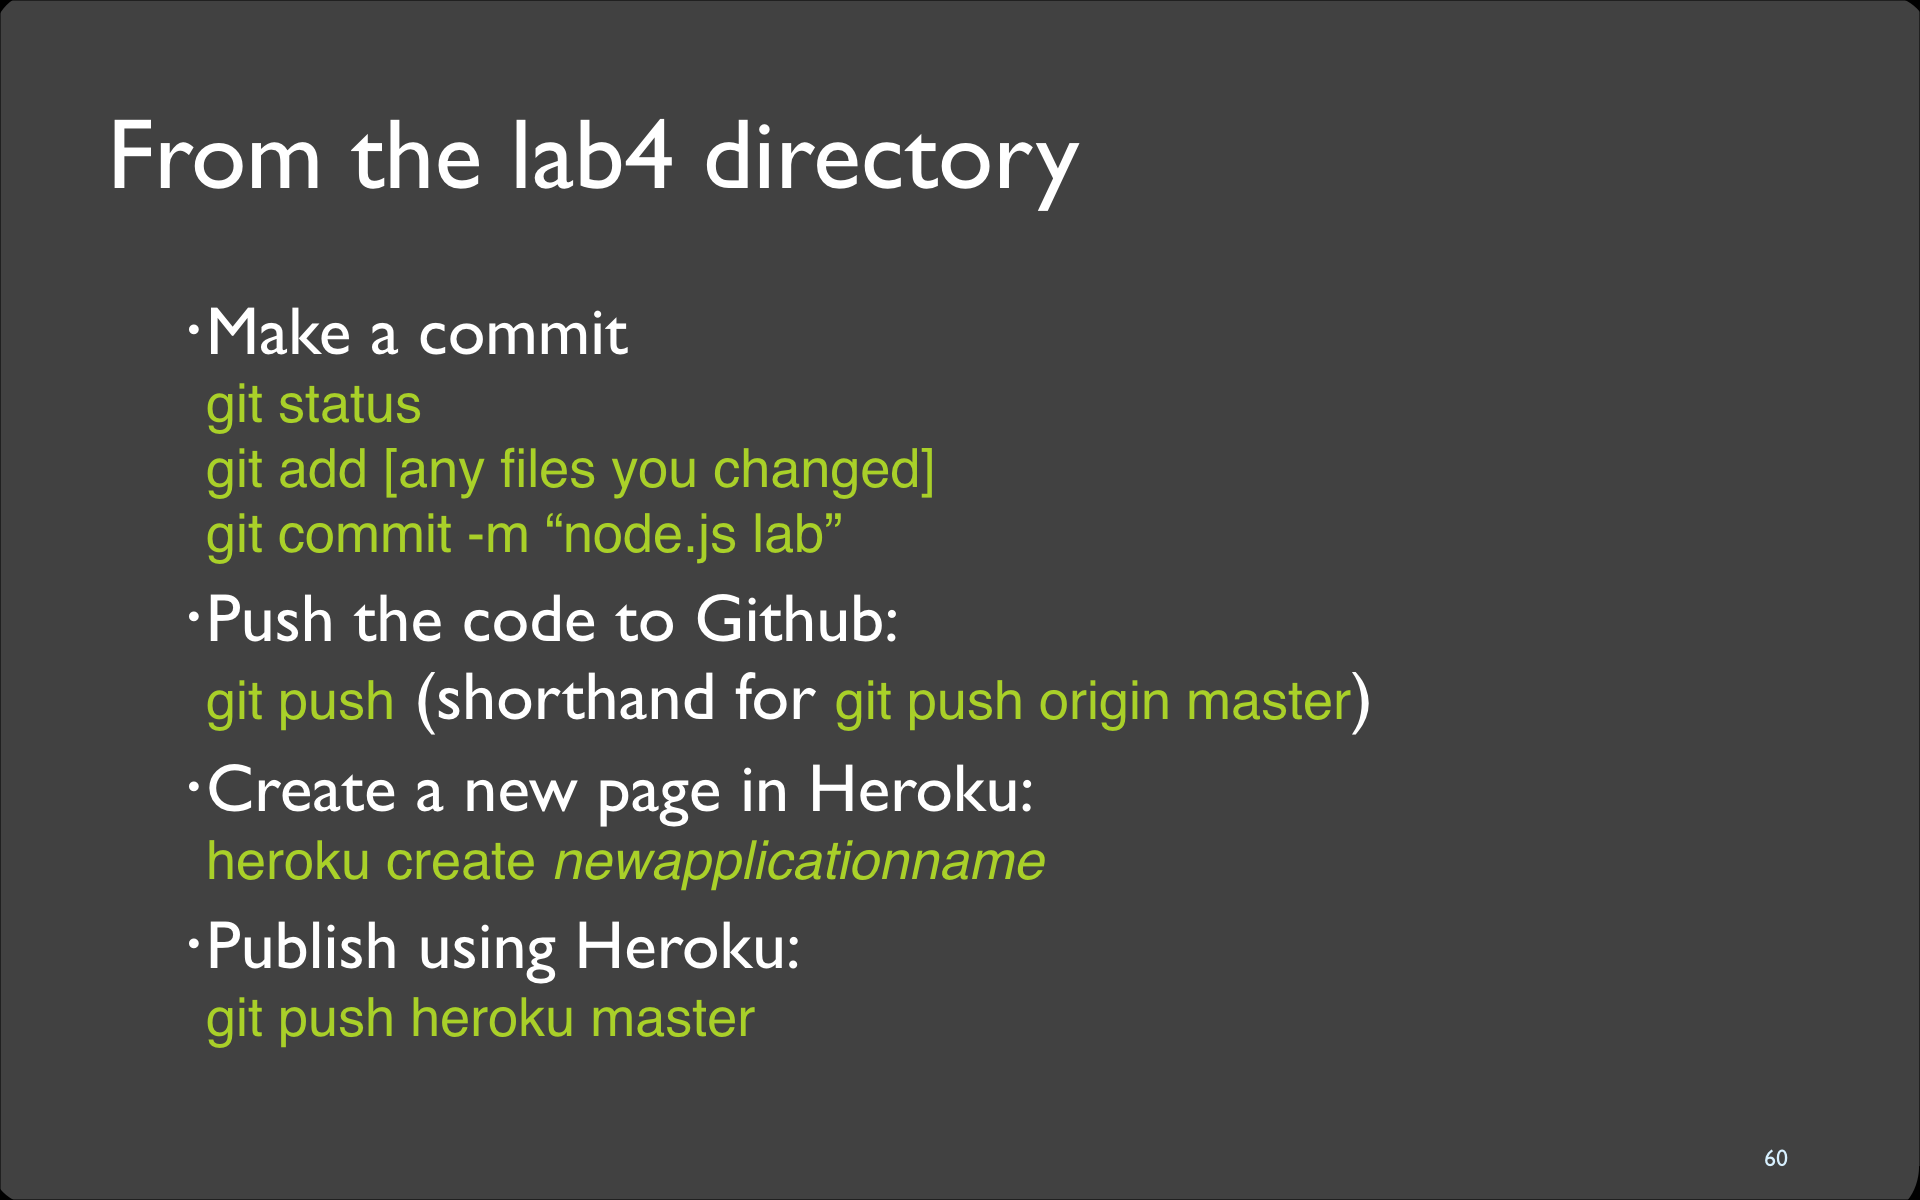 From the lab4 directory
•Make a commit
git status
git add [any files you changed]
git commit -m “node.js lab”
•Push the code to Github:
git push (shorthand for git push origin master)
•Create a new page in Heroku:
heroku create newapplicationname
•Publish using Heroku:
git push heroku master
60